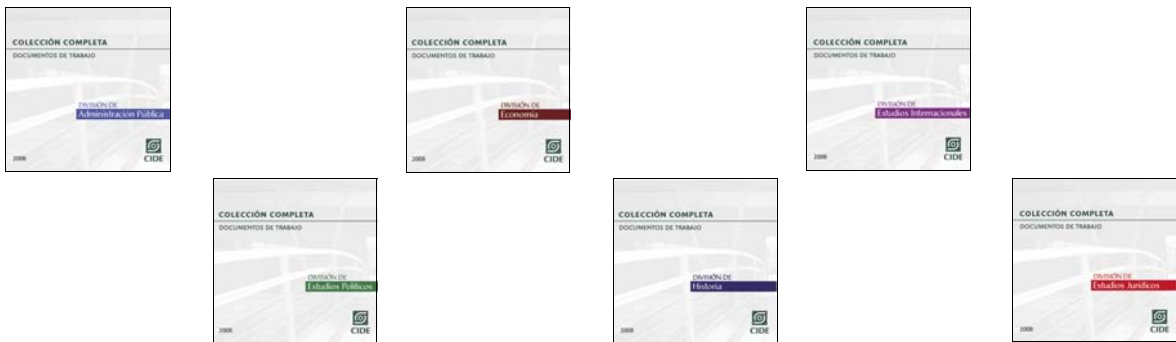 COLECCIÓN COMPLETA
DOCUMENTOS DE TRABAJO
DIVISIÓN DE
Administración Pública
2008
CIDE
COLECCIÓN COMPLETA
DOCUMENTOS DE TRABAJO
DIVISIÓN DE
Economía
2008
CIDE
COLECCIÓN COMPLETA
DOCUMENTOS DE TRABAJO
DIVISIÓN DE
Estudios Internacionales
2008
CIDE
COLECCIÓN COMPLETA
DOCUMENTOS DE TRABAJO
DIVISIÓN DE
Estudios Políticos
2008
CIDE
COLECCIÓN COMPLETA
DOCUMENTOS DE TRABAJO
DIVISIÓN DE
Historia
2008
CIDE
COLECCIÓN COMPLETA
DOCUMENTOS DE TRABAJO
DIVISIÓN DE
Estudios Jurídicos
2008
CIDE